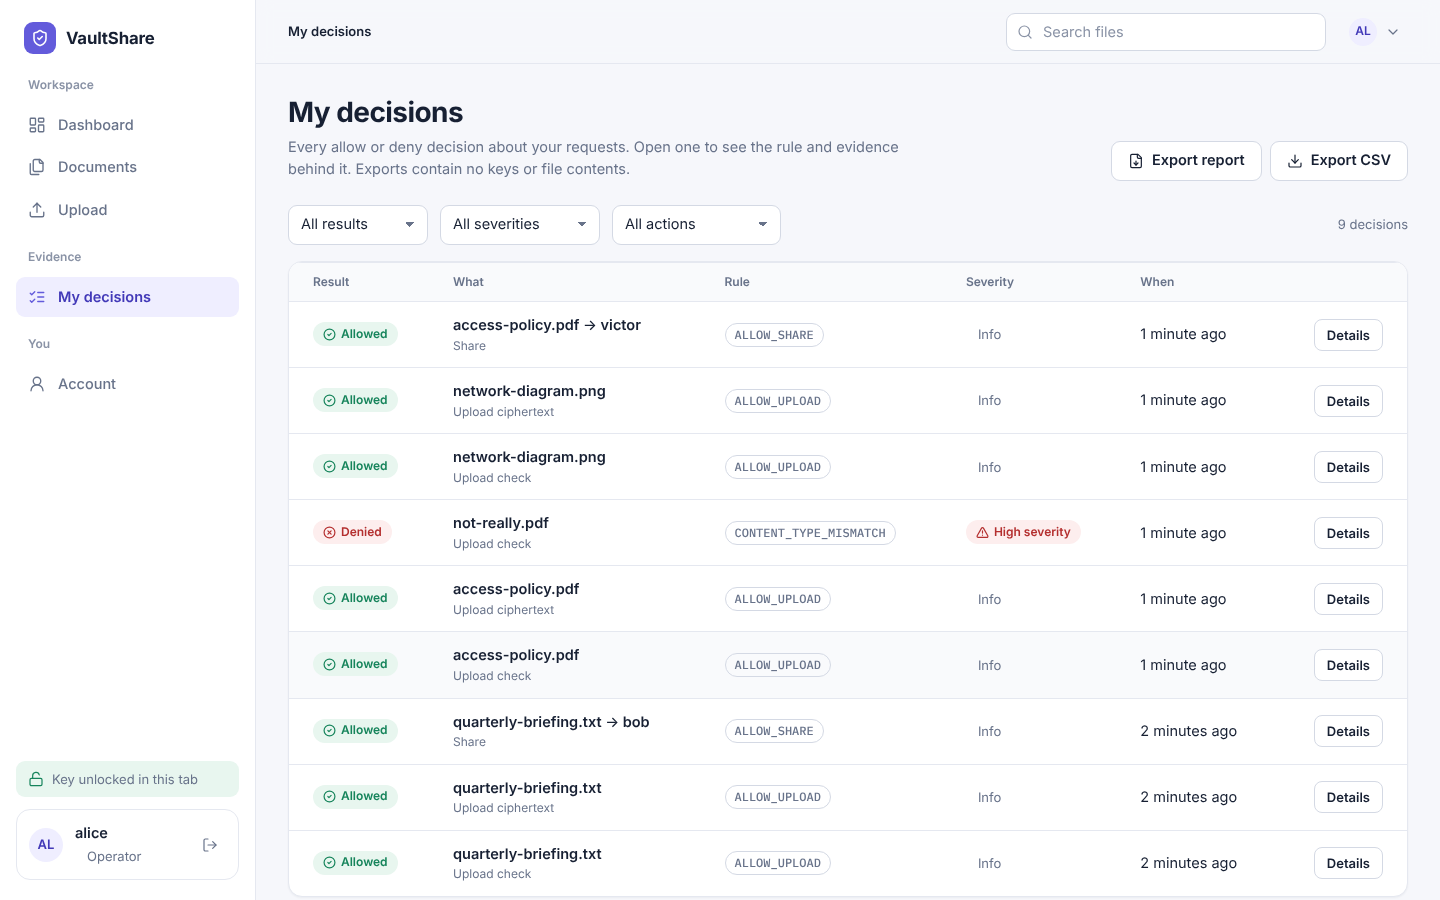 VaultShare
Workspace
Dashboard
Documents
Upload
Evidence
My decisions
You
Account
Key unlocked in this tab
AL
alice
Operator
My decisions
Search files
AL
My decisions
Every allow or deny decision about your requests. Open one to see the rule and evidence
behind it. Exports contain no keys or file contents.
Export report
Export CSV
All results
All severities
All actions
9 decisions
Result What Rule Severity When
Allowed access-policy.pdf → victor ALLOW_SHARE Info 1 minute ago Details
Share
Allowed network-diagram.png ALLOW_UPLOAD Info 1 minute ago Details
Upload ciphertext
Allowed network-diagram.png ALLOW_UPLOAD Info 1 minute ago Details
Upload check
Denied not-really.pdf CONTENT_TYPE_MISMATCH High severity 1 minute ago Details
Upload check
Allowed access-policy.pdf ALLOW_UPLOAD Info 1 minute ago Details
Upload ciphertext
Allowed access-policy.pdf ALLOW_UPLOAD Info 1 minute ago Details
Upload check
Allowed quarterly-briefing.txt → bob ALLOW_SHARE Info 2 minutes ago Details
Share
Allowed quarterly-briefing.txt ALLOW_UPLOAD Info 2 minutes ago Details
Upload ciphertext
Allowed quarterly-briefing.txt ALLOW_UPLOAD Info 2 minutes ago Details
Upload check